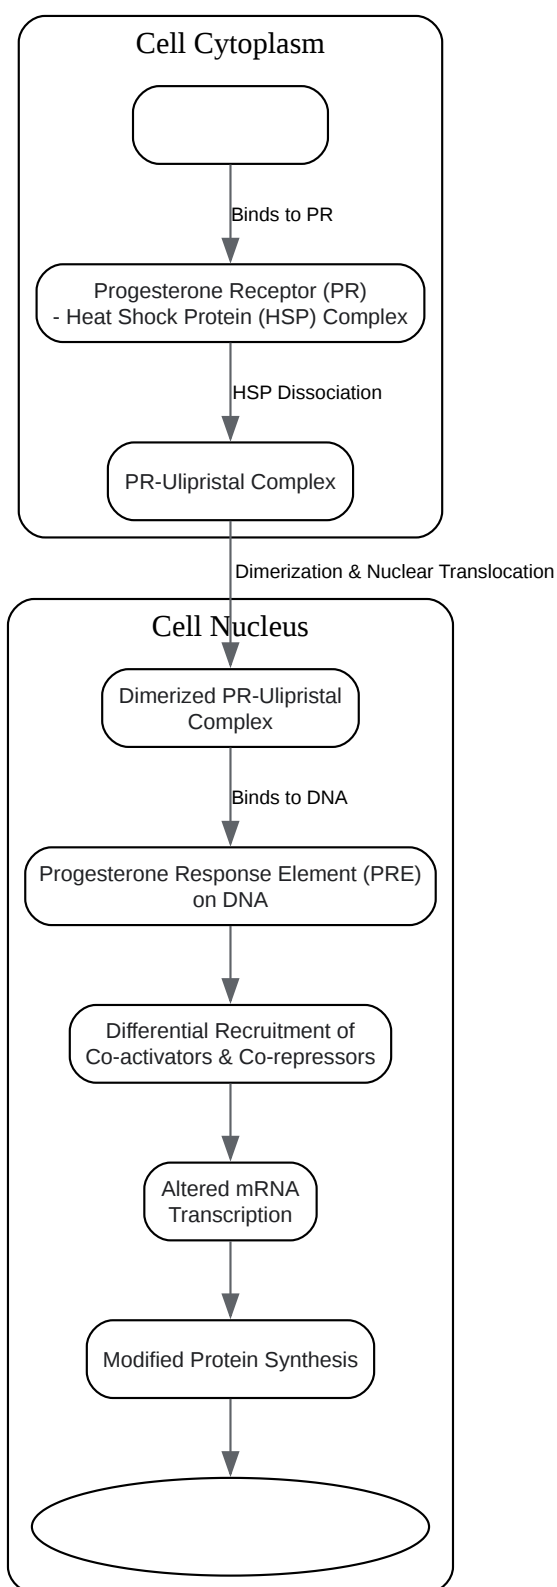 Cell Cytoplasm
Binds to PR
Progesterone Receptor (PR)
- Heat Shock Protein (HSP) Complex
HSP Dissociation
PR-Ulipristal Complex
Dimerization & Nuclear Translocation
Cell Nucleus
Dimerized PR-Ulipristal
Complex
Binds to DNA
Progesterone Response Element (PRE)
on DNA
Differential Recruitment of
Co-activators & Co-repressors
Altered mRNA
Transcription
Modified Protein Synthesis